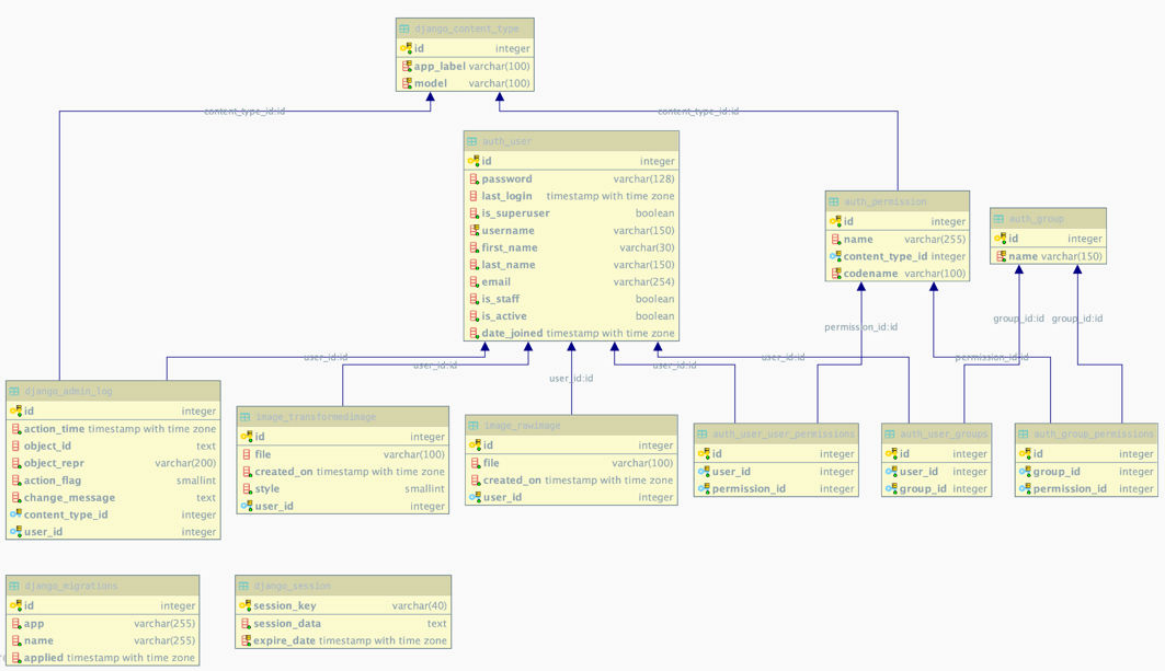 django_content_type
id integer
app_label varchar(100)
model varchar(100)
content_type_id:id
content_type_id:id
auth_user
id integer
password varchar(128)
last_login timestamp with time zone
is_superuser boolean
username varchar(150)
first_name varchar(30)
last_name varchar(150)
email varchar(254)
is_staff boolean
is_active boolean
date_joined timestamp with time zone
auth_permission
id integer
name varchar(255)
content_type_id integer
codename varchar(100)
auth_group
id integer
name varchar(150)
permission_id:id
group_id:id
group_id:id
user_id:id
user_id:id
user_id:id
user_id:id
user_id:id
permission_id:id
django_admin_log
id integer
action_time timestamp with time zone
object_id text
object_repr varchar(200)
action_flag smallint
change_message text
content_type_id integer
user_id integer
image_transformedimage
id integer
file varchar(100)
created_on timestamp with time zone
style smallint
user_id integer
image_rawimage
id integer
file varchar(100)
created_on timestamp with time zone
user_id integer
auth_user_user_permissions
id integer
user_id integer
permission_id integer
auth_user_groups
id integer
user_id integer
group_id integer
auth_group_permissions
id integer
group_id integer
permission_id integer
django_migrations
id integer
app varchar(255)
name varchar(255)
applied timestamp with time zone
django_session
session_key varchar(40)
session_data text
expire_date timestamp with time zone